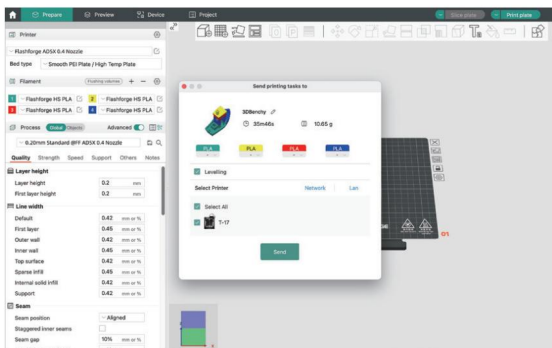 Prepare
Preview
Device
Project
Slice plate
Print plate
Printer
Flashforge AD5X 0.4 Nozzle
Bed type
Smooth PEI Plate / High Temp Plate
Filament
Flushing volumes
1 Flashforge HS PLA
2 Flashforge HS PLA
3 Flashforge HS PLA
4 Flashforge HS PLA
Process Global Objects Advanced
0.20mm Standard @FF AD5X 0.4 Nozzle
Quality Strength Speed Support Others Notes
Layer height
Layer height 0.2 mm
First layer height 0.2 mm
Line width
Default 0.42 mm or %
First layer 0.45 mm or %
Outer wall 0.42 mm or %
Inner wall 0.45 mm or %
Top surface 0.42 mm or %
Sparse infill 0.45 mm or %
Internal solid infill 0.42 mm or %
Support 0.42 mm or %
Seam
Seam position Aligned
Staggered inner seams
Seam gap 10% mm or %
Send printing tasks to
3DBenchy
35m46s
10.65 g
PLA PLA PLA PLA
Levelling
Select Printer
Network
Lan
Select All
T-17
Send
01